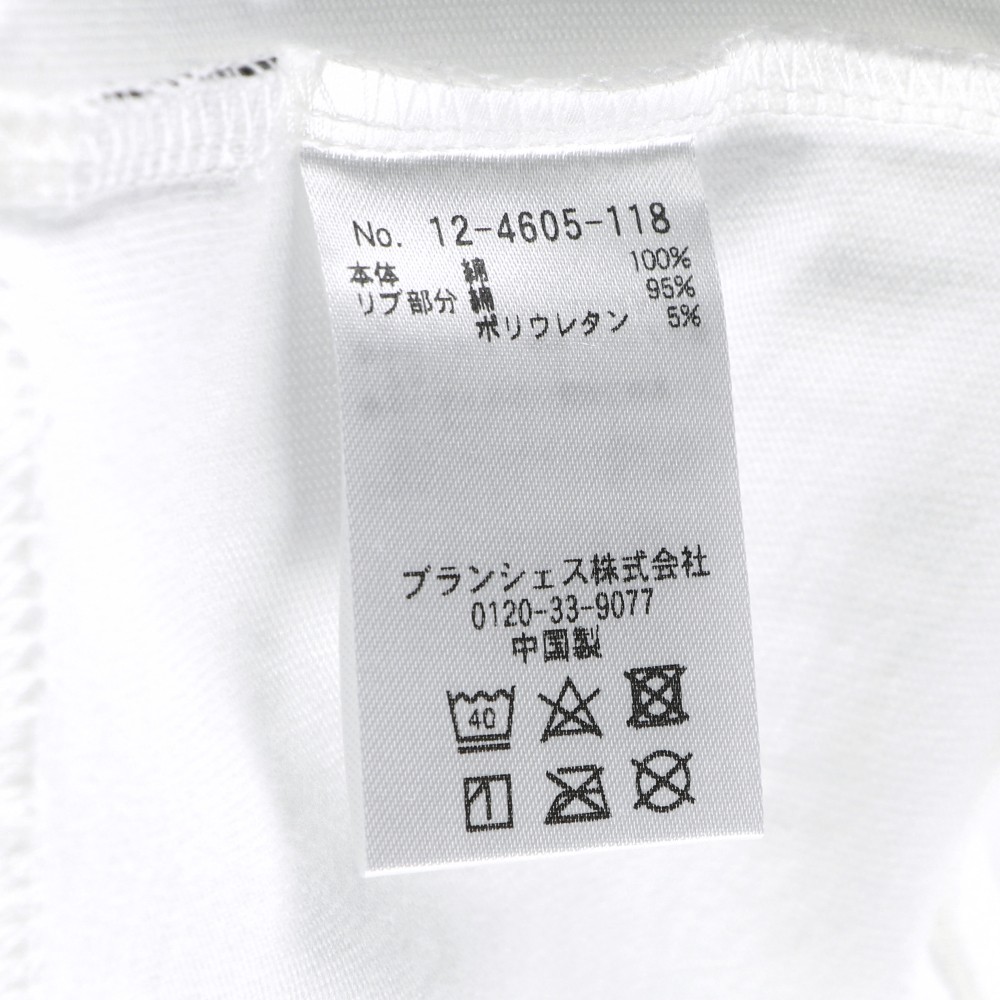 No. 12-4605-118
本体 綿 100%
リブ部分 綿 95%
ポリウレタン 5%
ブランシェス株式会社
0120-33-9077
中国製
40